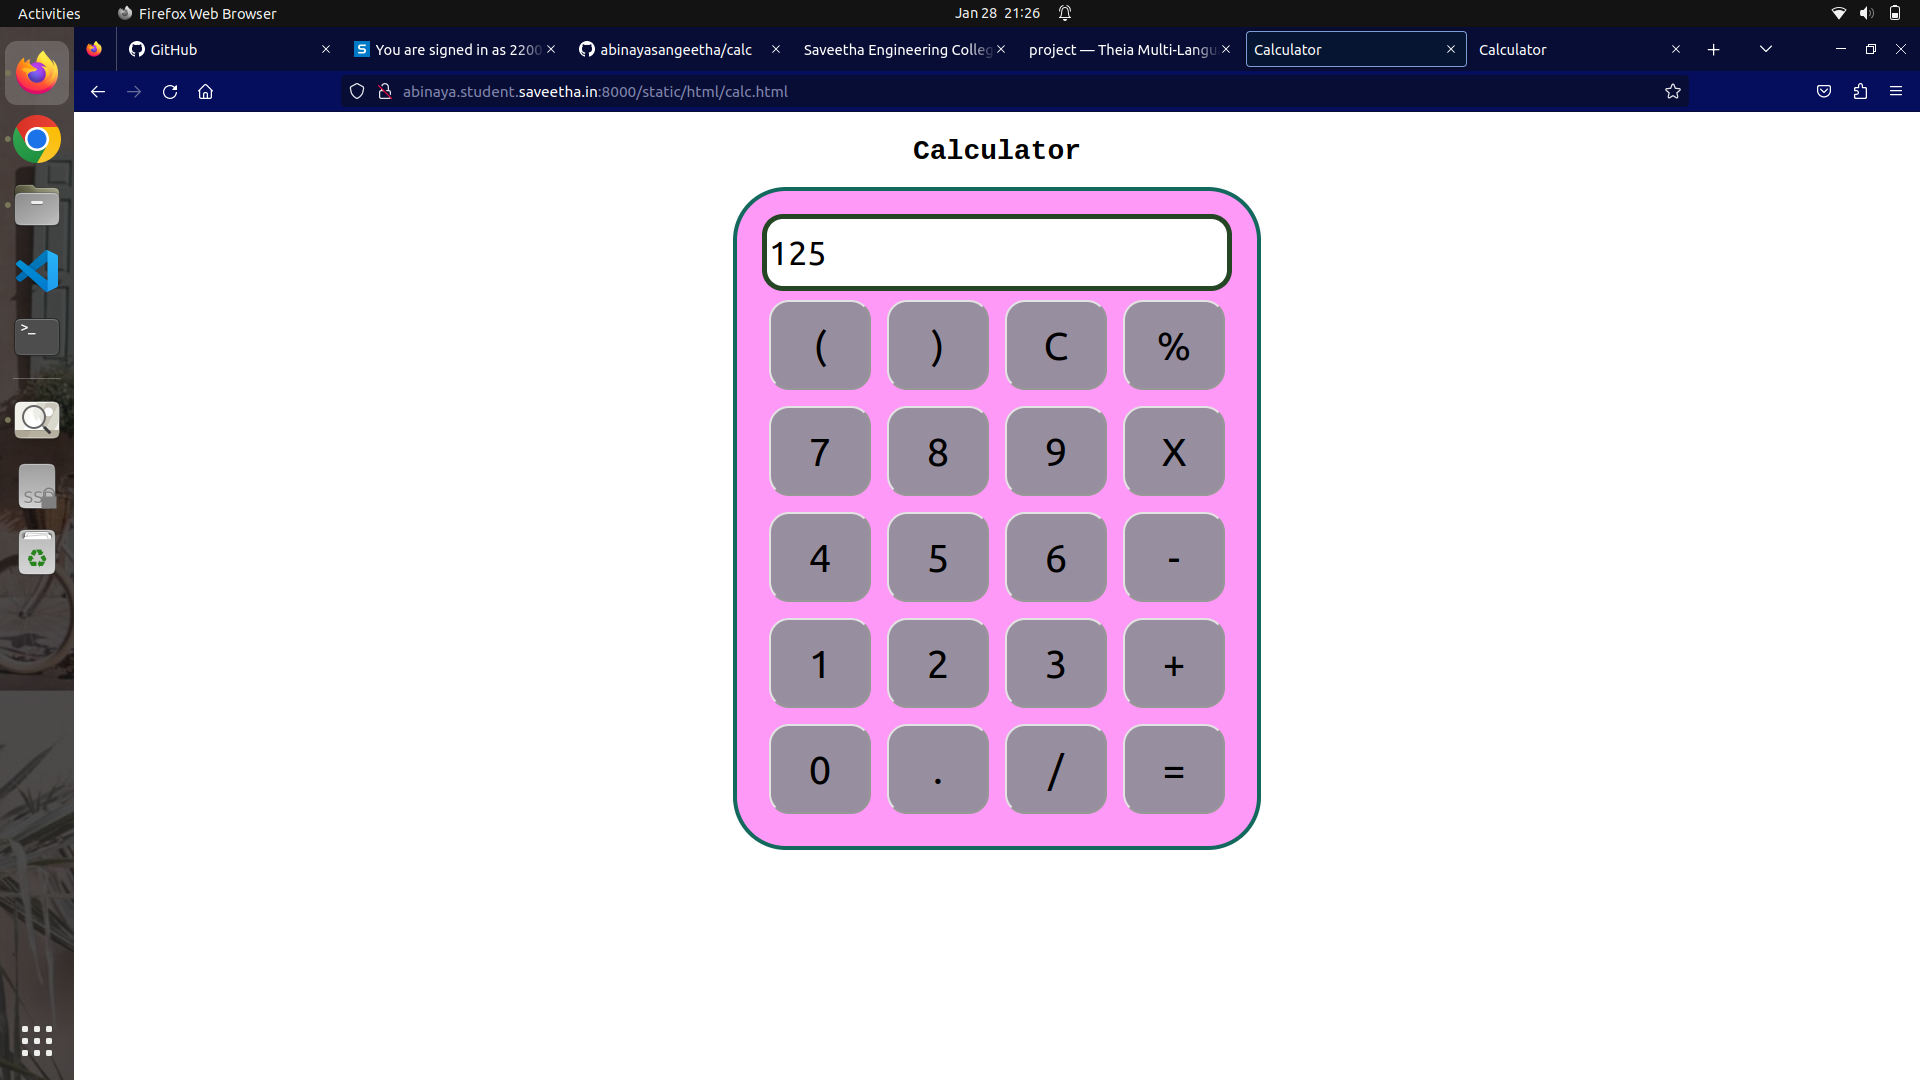 Activities
Firefox Web Browser
Jan 28 21:26
GitHub
You are signed in as 2200
abinayasangeetha/calc
Saveetha Engineering Colleg
project — Theia Multi-Langu
Calculator
Calculator
abinaya.student.saveetha.in:8000/static/html/calc.html
>_
SSD
Calculator
125
( ) C %
7 8 9 X
4 5 6 -
1 2 3 +
0 . / =